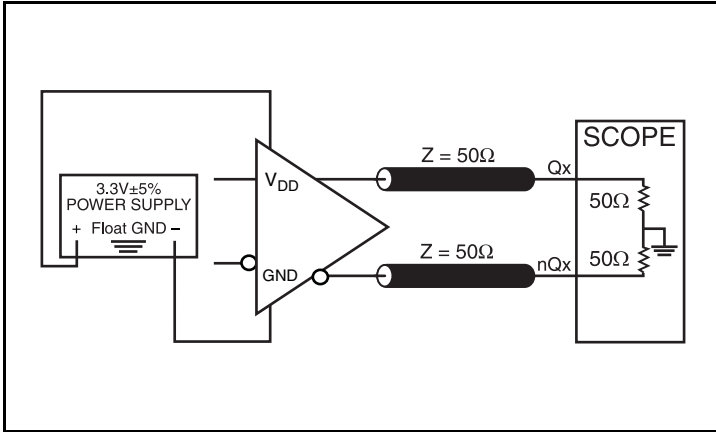 SCOPE
Z = 50Ω
Qx
V_DD
3.3V±5%
POWER SUPPLY
+ Float GND –
50Ω
Z = 50Ω
nQx
50Ω
GND